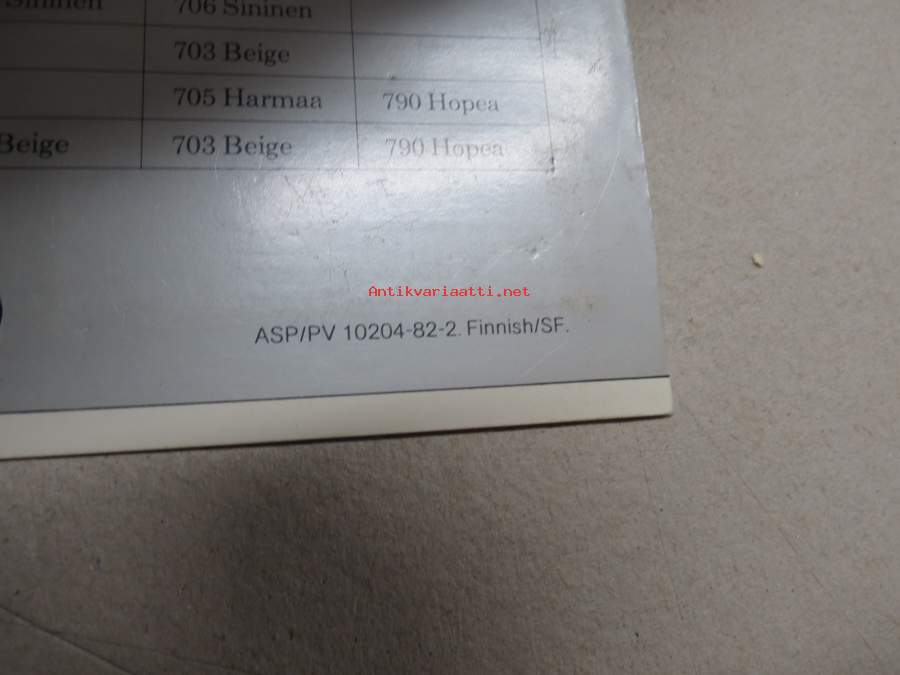 Sininen 706 Sininen
703 Beige
705 Harmaa 790 Hopea
Beige 703 Beige 790 Hopea
Antikvariaatti.net
ASP/PV 10204-82-2. Finnish/SF.